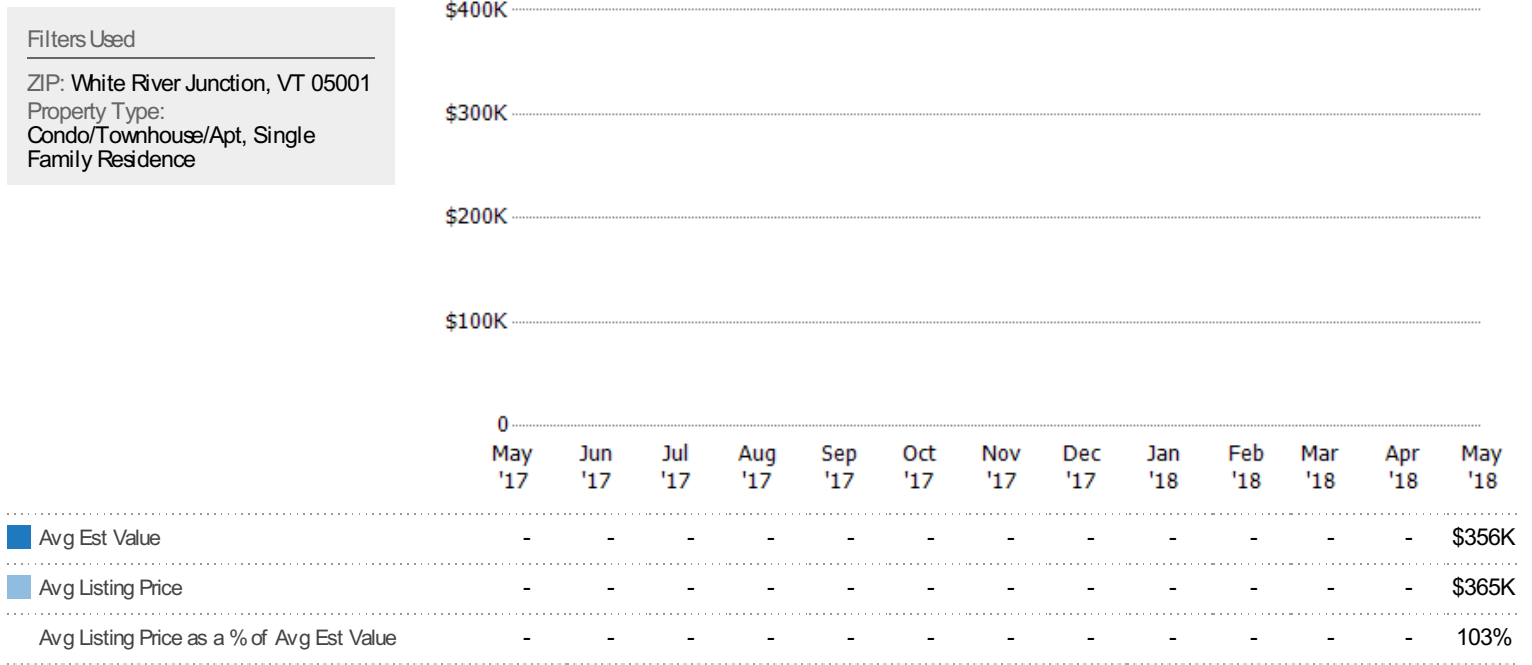 Filters Used
ZIP: White River Junction, VT 05001
Property Type:
Condo/Townhouse/Apt, Single
Family Residence
$400K
$300K
$200K
$100K
0
May Jun Jul Aug Sep Oct Nov Dec Jan Feb Mar Apr May
'17 '17 '17 '17 '17 '17 '17 '17 '18 '18 '18 '18 '18
Avg Est Value - - - - - - - - - - - - $356K
Avg Listing Price - - - - - - - - - - - - $365K
Avg Listing Price as a % of Avg Est Value - - - - - - - - - - - - 103%